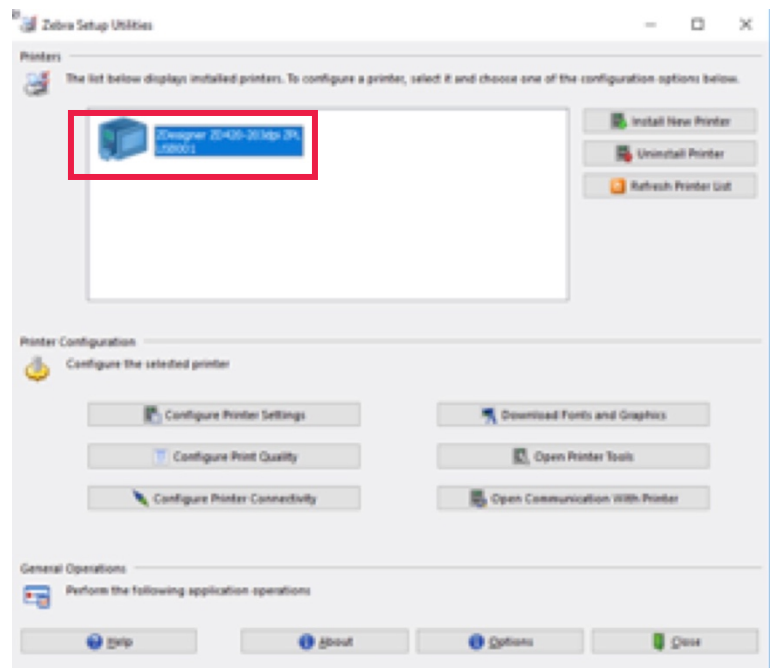 Zebra Setup Utilities
Printers
The list below displays installed printers. To configure a printer, select it and choose one of the configuration options below.
ZDesigner ZD420-203dpi ZPL
USB001
Install New Printer
Uninstall Printer
Refresh Printer List
Printer Configuration
Configure the selected printer
Configure Printer Settings
Download Fonts and Graphics
Configure Print Quality
Open Printer Tools
Configure Printer Connectivity
Open Communication With Printer
General Operations
Perform the following application operations
Help
About
Options
Close